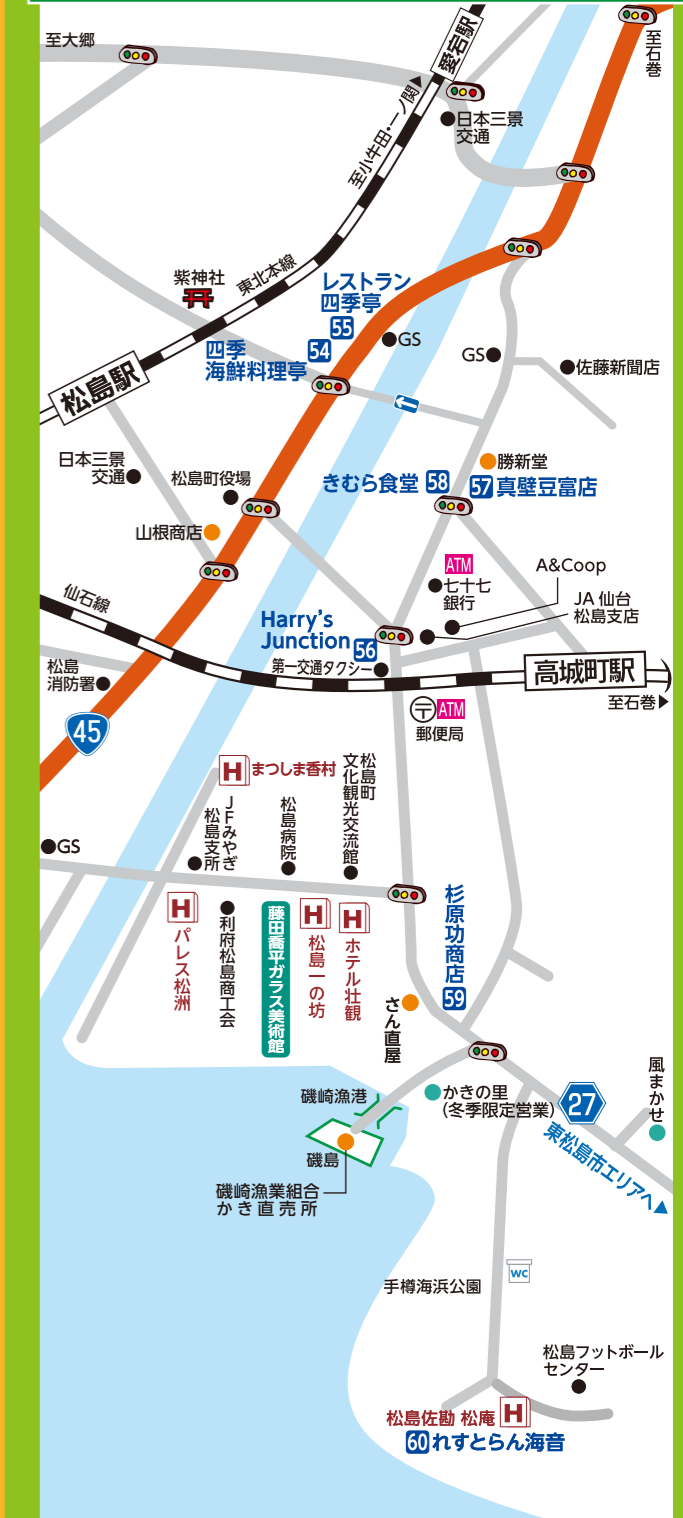 至大郷
愛宕駅
至石巻
日本三景
交通
至小牛田・一ノ関
紫神社
東北本線
レストラン
四季亭
55
54
四季
海鮮料理亭
GS
GS
佐藤新聞店
松島駅
日本三景
交通
松島町役場
山根商店
勝新堂
きむら食堂 58
57 真壁豆富店
ATM
七十七
銀行
A&Coop
JA 仙台
松島支店
仙石線
Harry's
Junction 56
第一交通タクシー
高城町駅
至石巻
松島
消防署
45
〒 ATM
郵便局
H まつしま香村
松島町
文化観光交流館
松島病院
JFみやぎ
松島支所
GS
H パレス松洲
利府松島商工会
藤田喬平ガラス美術館
H 松島一の坊
H ホテル壮観
杉原功商店
59
さん直屋
磯崎漁港
かきの里
(冬季限定営業)
27
風まかせ
東松島市エリアへ
磯島
磯崎漁業組合
かき直売所
WC
手樽海浜公園
松島フットボール
センター
松島佐勘 松庵 H
60 れすとらん海音